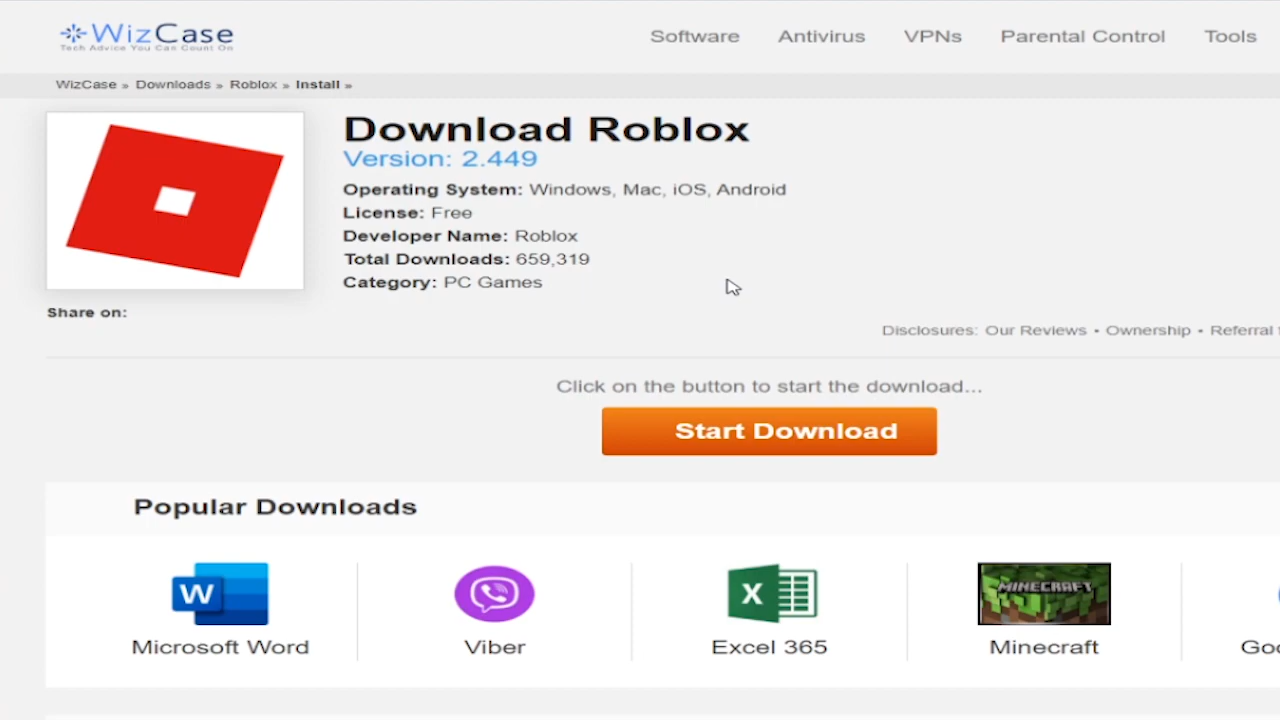 WizCase
Tech Advice You Can Count On
Software Antivirus VPNs Parental Control Tools
WizCase » Downloads » Roblox » Install »
Download Roblox
Version: 2.449
Operating System: Windows, Mac, iOS, Android
License: Free
Developer Name: Roblox
Total Downloads: 659,319
Category: PC Games
Share on:
Disclosures: Our Reviews • Ownership • Referral
Click on the button to start the download...
Start Download
Popular Downloads
W
X
MINECRAFT
Microsoft Word Viber Excel 365 Minecraft